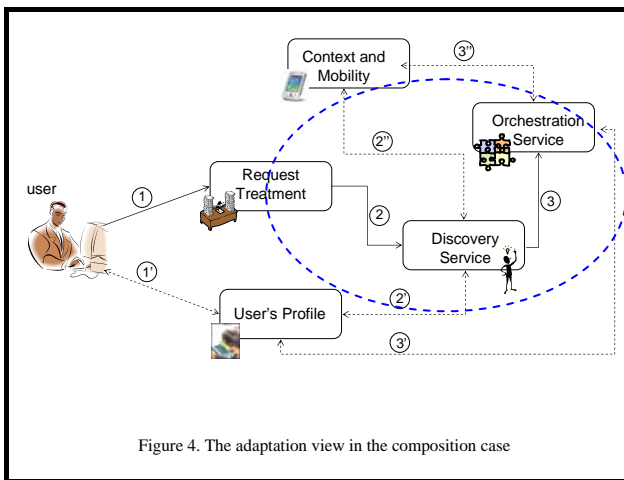 Context and
Mobility
3''
Orchestration
Service
2''
user
1
Request
Treatment
2
3
Discovery
Service
1'
2'
User's Profile
3'
Figure 4. The adaptation view in the composition case